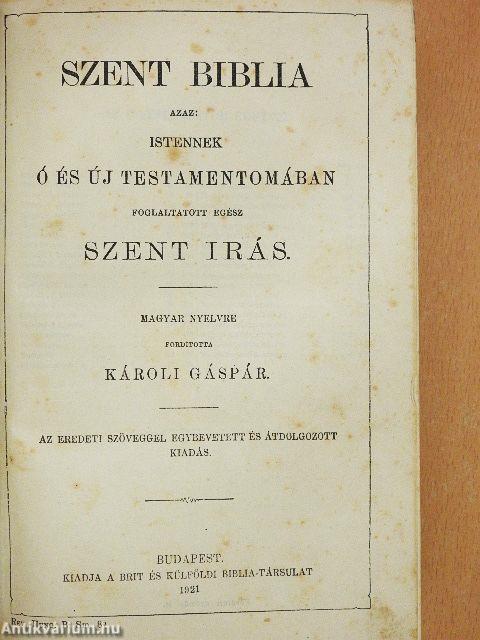 SZENT BIBLIA
AZAZ:
ISTENNEK
Ó ÉS ÚJ TESTAMENTOMÁBAN
FOGLALTATOTT EGÉSZ
SZENT IRÁS.
MAGYAR NYELVRE
FORDITOTTA
KÁROLI GÁSPÁR.
AZ EREDETI SZÖVEGGEL EGYBEVETETT ÉS ÁTDOLGOZOTT
KIADÁS.
BUDAPEST.
KIADJA A BRIT ÉS KÜLFÖLDI BIBLIA-TÁRSULAT
1921
Antikvarium.hu